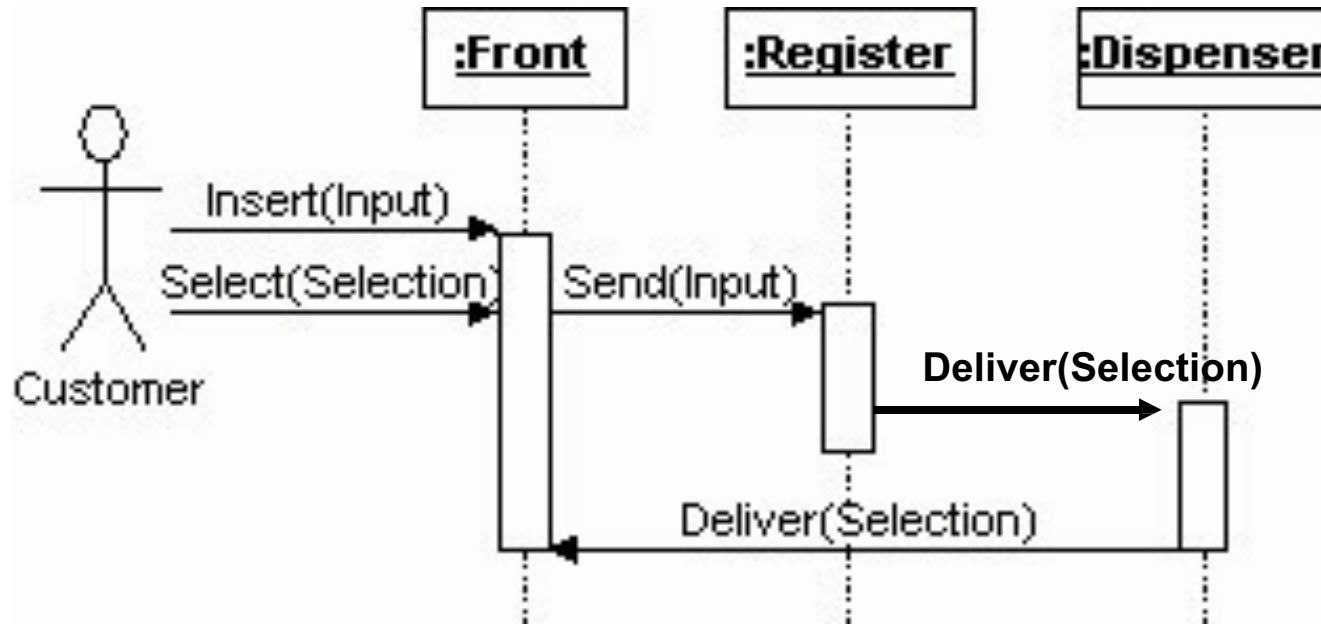 :Front :Register :Dispenser
Insert(Input)
Select(Selection) Send(Input)
Deliver(Selection)
Customer
Deliver(Selection)